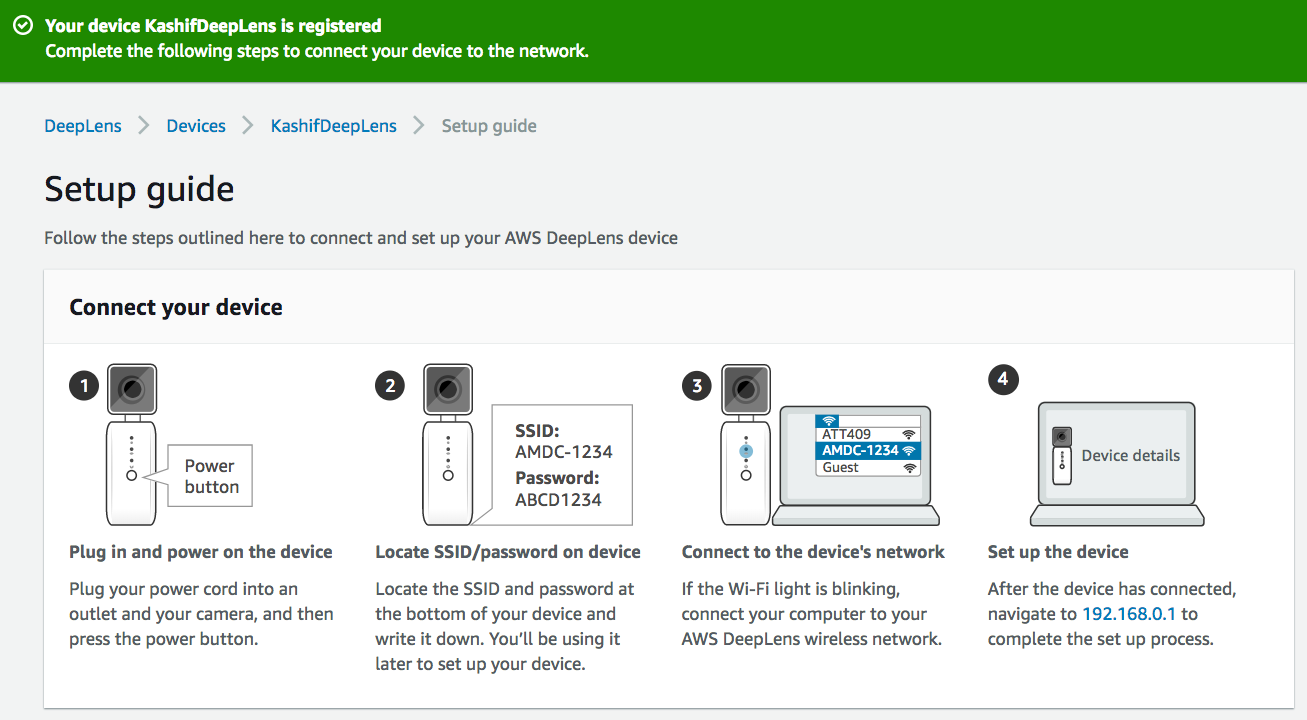 Your device KashifDeepLens is registered
Complete the following steps to connect your device to the network.
DeepLens Devices KashifDeepLens Setup guide
Setup guide
Follow the steps outlined here to connect and set up your AWS DeepLens device
Connect your device
1
Power
button
Plug in and power on the device
Plug your power cord into an
outlet and your camera, and then
press the power button.
2
SSID:
AMDC-1234
Password:
ABCD1234
Locate SSID/password on device
Locate the SSID and password at
the bottom of your device and
write it down. You’ll be using it
later to set up your device.
3
ATT409
AMDC-1234
Guest
Connect to the device's network
If the Wi-Fi light is blinking,
connect your computer to your
AWS DeepLens wireless network.
4
Device details
Set up the device
After the device has connected,
navigate to 192.168.0.1 to
complete the set up process.